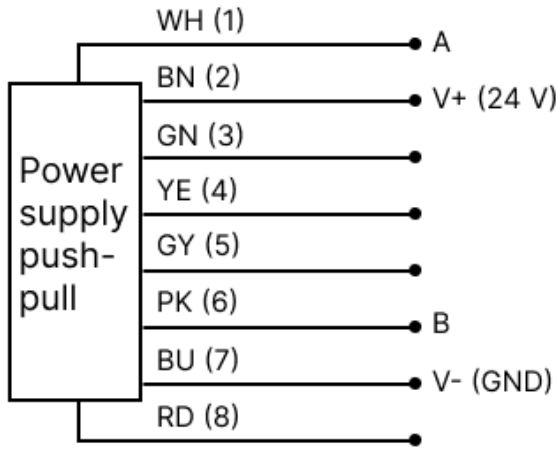 WH (1)
A
BN (2)
V+ (24 V)
GN (3)
Power
supply
push-
pull
YE (4)
GY (5)
PK (6)
B
BU (7)
V- (GND)
RD (8)